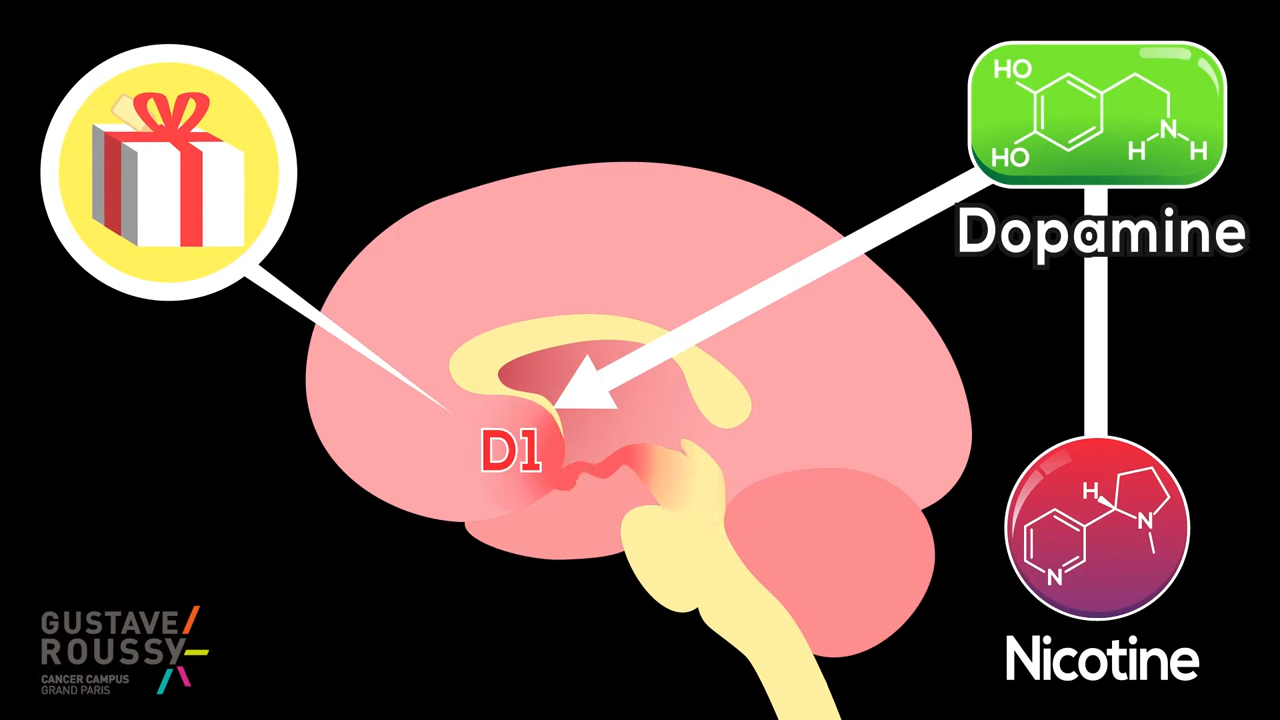 HO
HO
N
H
H
Dopamine
D1
H
N
N
Nicotine
GUSTAVE
ROUSSY
CANCER CAMPUS
GRAND PARIS